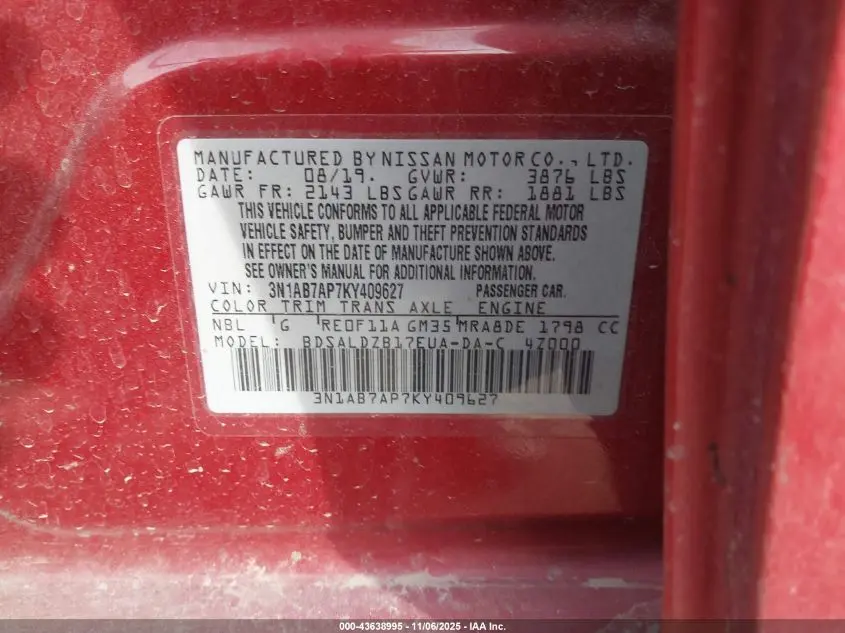 MANUFACTURED BY NISSAN MOTOR CO., LTD.
DATE: 08/19. GVWR: 3876 LBS
GAWR FR: 2143 LBS GAWR RR: 1881 LBS
THIS VEHICLE CONFORMS TO ALL APPLICABLE FEDERAL MOTOR
VEHICLE SAFETY, BUMPER AND THEFT PREVENTION STANDARDS
IN EFFECT ON THE DATE OF MANUFACTURE SHOWN ABOVE.
SEE OWNER'S MANUAL FOR ADDITIONAL INFORMATION.
VIN: 3N1AB7AP7KY409627 PASSENGER CAR.
COLOR TRIM TRANS AXLE ENGINE
NBL G RE0F11A GM35 MRA8DE 1798 CC
MODEL: BDSALDZB17EUA-DA-C 4Z000
3N1AB7AP7KY409627
000-43638995 - 11/06/2025 - IAA Inc.